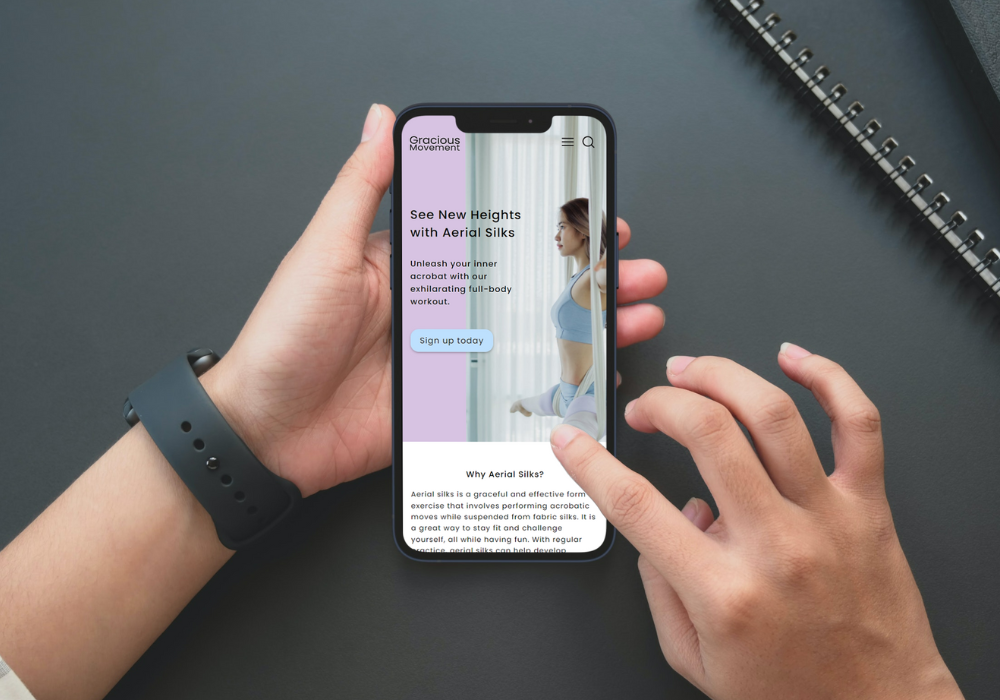 Gracious
Movement
See New Heights
with Aerial Silks
Unleash your inner
acrobat with our
exhilarating full-body
workout.
Sign up today
Why Aerial Silks?
Aerial silks is a graceful and effective form
exercise that involves performing acrobatic
moves while suspended from fabric silks. It is
a great way to stay fit and challenge
yourself, all while having fun. With regular
practice, aerial silks can help develop